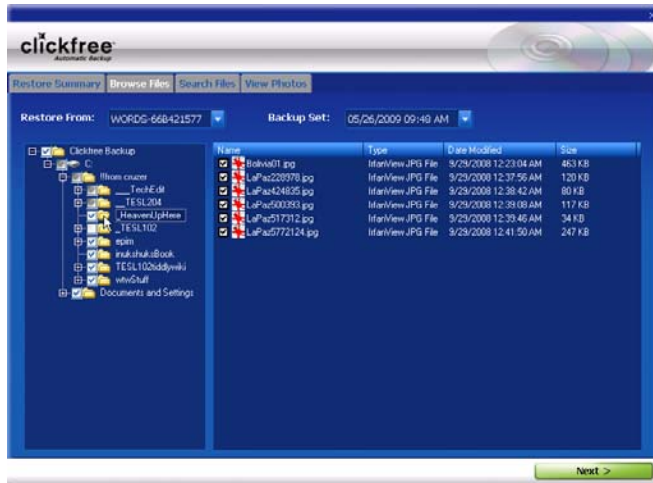 x
clickfree
Automatic Backup
Restore Summary Browse Files Search Files View Photos
Restore From: WORDS-66B421577 Backup Set: 05/26/2009 09:48 AM
Clickfree Backup
C:
!!!from cruzer
___TechEdit
__TESL204
_HeavenUpHere
_TESL102
epim
inukshuksBook
TESL102tiddlywiki
wtwStuff
Documents and Settings
Name Type Date Modified Size
Bolivia01.jpg IrfanView JPG File 9/29/2008 12:23:04 AM 463 KB
LaPaz228978.jpg IrfanView JPG File 9/29/2008 12:37:56 AM 120 KB
LaPaz424835.jpg IrfanView JPG File 9/29/2008 12:38:42 AM 80 KB
LaPaz500393.jpg IrfanView JPG File 9/29/2008 12:39:08 AM 117 KB
LaPaz517312.jpg IrfanView JPG File 9/29/2008 12:39:46 AM 34 KB
LaPaz5772124.jpg IrfanView JPG File 9/29/2008 12:41:50 AM 247 KB
Next >